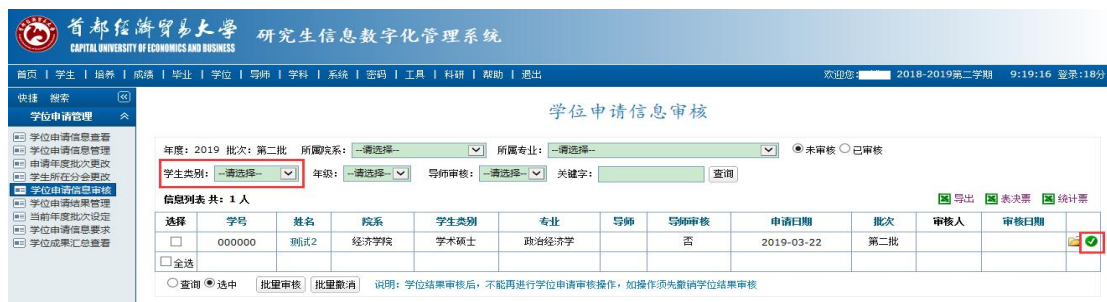 首都经济贸易大学 研究生信息数字化管理系统
CAPITAL UNIVERSITY OF ECONOMICS AND BUSINESS
首页 | 学生 | 培养 | 成绩 | 毕业 | 学位 | 导师 | 学科 | 系统 | 密码 | 工具 | 科研 | 帮助 | 退出 欢迎您: 2018-2019第二学期 9:19:16 登录:18分
快捷 搜索
学位申请管理
学位申请信息查看
学位申请信息管理
申请年度批次更改
学生所在分会更改
学位申请信息审核
学位申请结果管理
当前年度批次设定
学位申请信息要求
学位成果汇总查看
学位申请信息审核
年度: 2019 批次: 第二批 所属院系: --请选择-- 所属专业: --请选择-- 未审核 已审核
学生类别: --请选择-- 年级: --请选择-- 导师审核: --请选择-- 关键字: 查询
信息列表 共: 1 人 导出 表决票 统计票
选择 学号 姓名 院系 学生类别 专业 导师 导师审核 申请日期 批次 审核人 审核日期
000000 测试2 经济学院 学术硕士 政治经济学 否 2019-03-22 第二批
全选
查询 选中 批里审核 批里撤消 说明: 学位结果审核后,不能再进行学位申请审核操作,如操作须先撤销学位结果审核